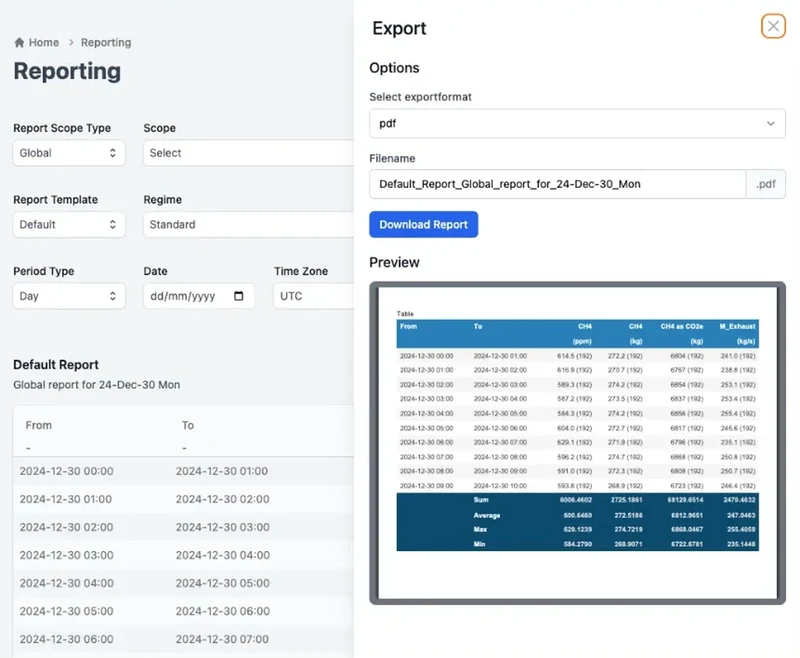 Home > Reporting
Reporting
Report Scope Type Scope
Global Select
Report Template Regime
Default Standard
Period Type Date Time Zone
Day dd/mm/yyyy UTC
Default Report
Global report for 24-Dec-30 Mon
From To
- -
2024-12-30 00:00 2024-12-30 01:00
2024-12-30 01:00 2024-12-30 02:00
2024-12-30 02:00 2024-12-30 03:00
2024-12-30 03:00 2024-12-30 04:00
2024-12-30 04:00 2024-12-30 05:00
2024-12-30 05:00 2024-12-30 06:00
2024-12-30 06:00 2024-12-30 07:00
Export
Options
Select exportformat
pdf
Filename
Default_Report_Global_report_for_24-Dec-30_Mon .pdf
Download Report
Preview
Table
From To CH4 CH4 CH4 as CO2e M_Exhaust
(ppm) (kg) (kg) (kg/s)
2024-12-30 00:00 2024-12-30 01:00 614.5 (192) 272.2 (192) 6804 (192) 241.0 (192)
2024-12-30 01:00 2024-12-30 02:00 616.9 (192) 270.7 (192) 6767 (192) 238.8 (192)
2024-12-30 02:00 2024-12-30 03:00 589.3 (192) 274.2 (192) 6854 (192) 253.1 (192)
2024-12-30 03:00 2024-12-30 04:00 587.2 (192) 273.5 (192) 6837 (192) 253.4 (192)
2024-12-30 04:00 2024-12-30 05:00 584.3 (192) 274.2 (192) 6856 (192) 255.4 (192)
2024-12-30 05:00 2024-12-30 06:00 604.0 (192) 272.7 (192) 6817 (192) 245.6 (192)
2024-12-30 06:00 2024-12-30 07:00 629.1 (192) 271.9 (192) 6796 (192) 235.1 (192)
2024-12-30 07:00 2024-12-30 08:00 596.2 (192) 274.7 (192) 6868 (192) 250.8 (192)
2024-12-30 08:00 2024-12-30 09:00 591.0 (192) 272.3 (192) 6808 (192) 250.7 (192)
2024-12-30 09:00 2024-12-30 10:00 593.8 (192) 268.9 (192) 6723 (192) 246.4 (192)
Sum 6006.4602 2725.1861 68129.6514 2470.4632
Average 600.6460 272.5186 6812.9651 247.0463
Max 629.1239 274.7219 6868.0467 255.4059
Min 584.2790 268.9071 6722.6781 235.1448